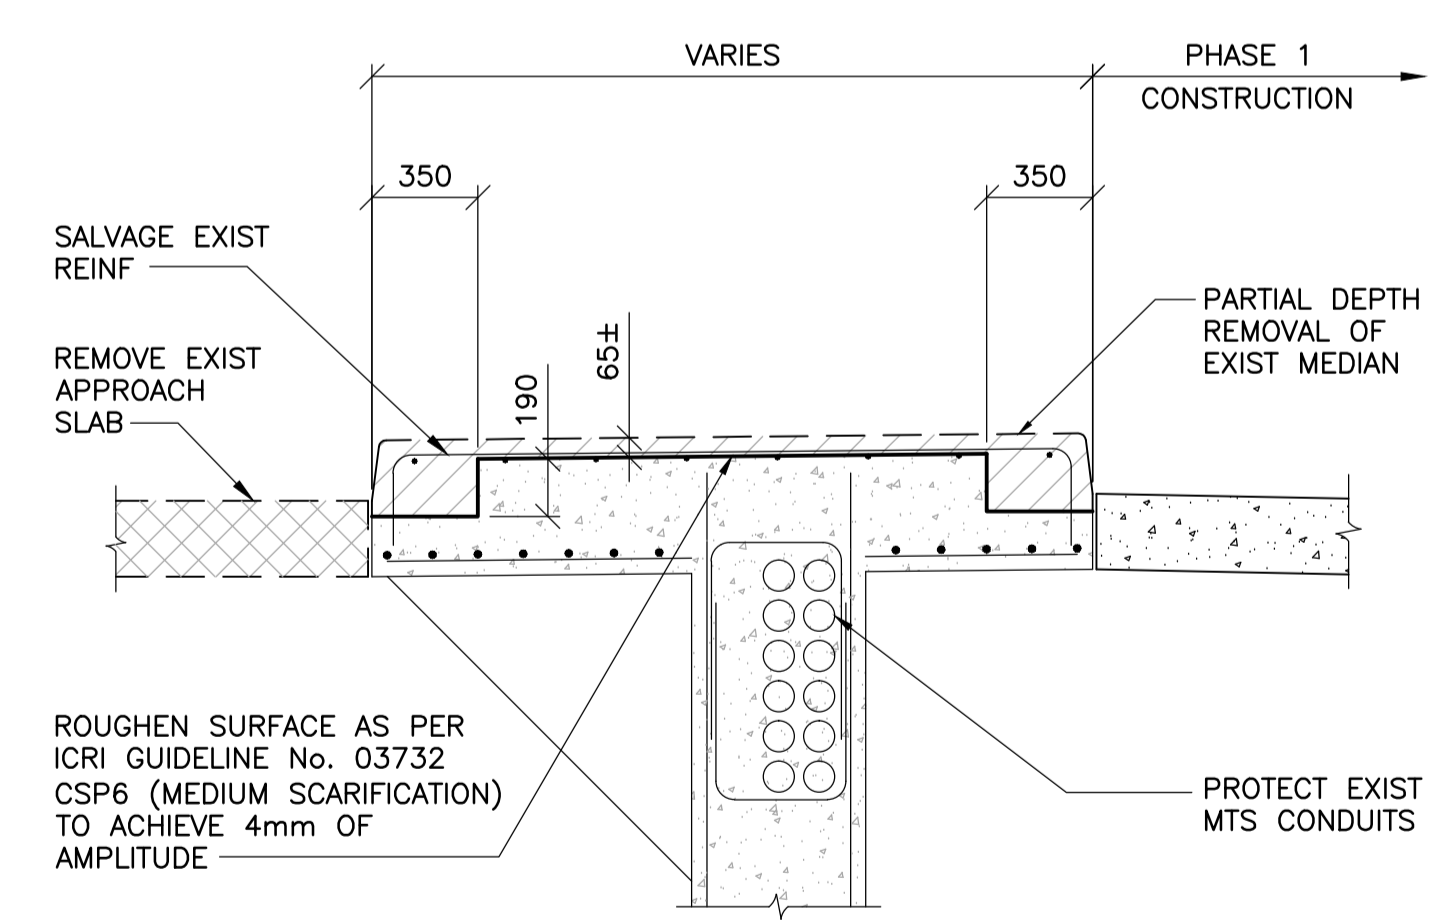 VARIES
PHASE 1
CONSTRUCTION
350
350
SALVAGE EXIST
REINF
REMOVE EXIST
APPROACH
SLAB
190
65±
PARTIAL DEPTH
REMOVAL OF
EXIST MEDIAN
ROUGHEN SURFACE AS PER
ICRI GUIDELINE No. 03732
CSP6 (MEDIUM SCARIFICATION)
TO ACHIEVE 4mm OF
AMPLITUDE
PROTECT EXIST
MTS CONDUITS